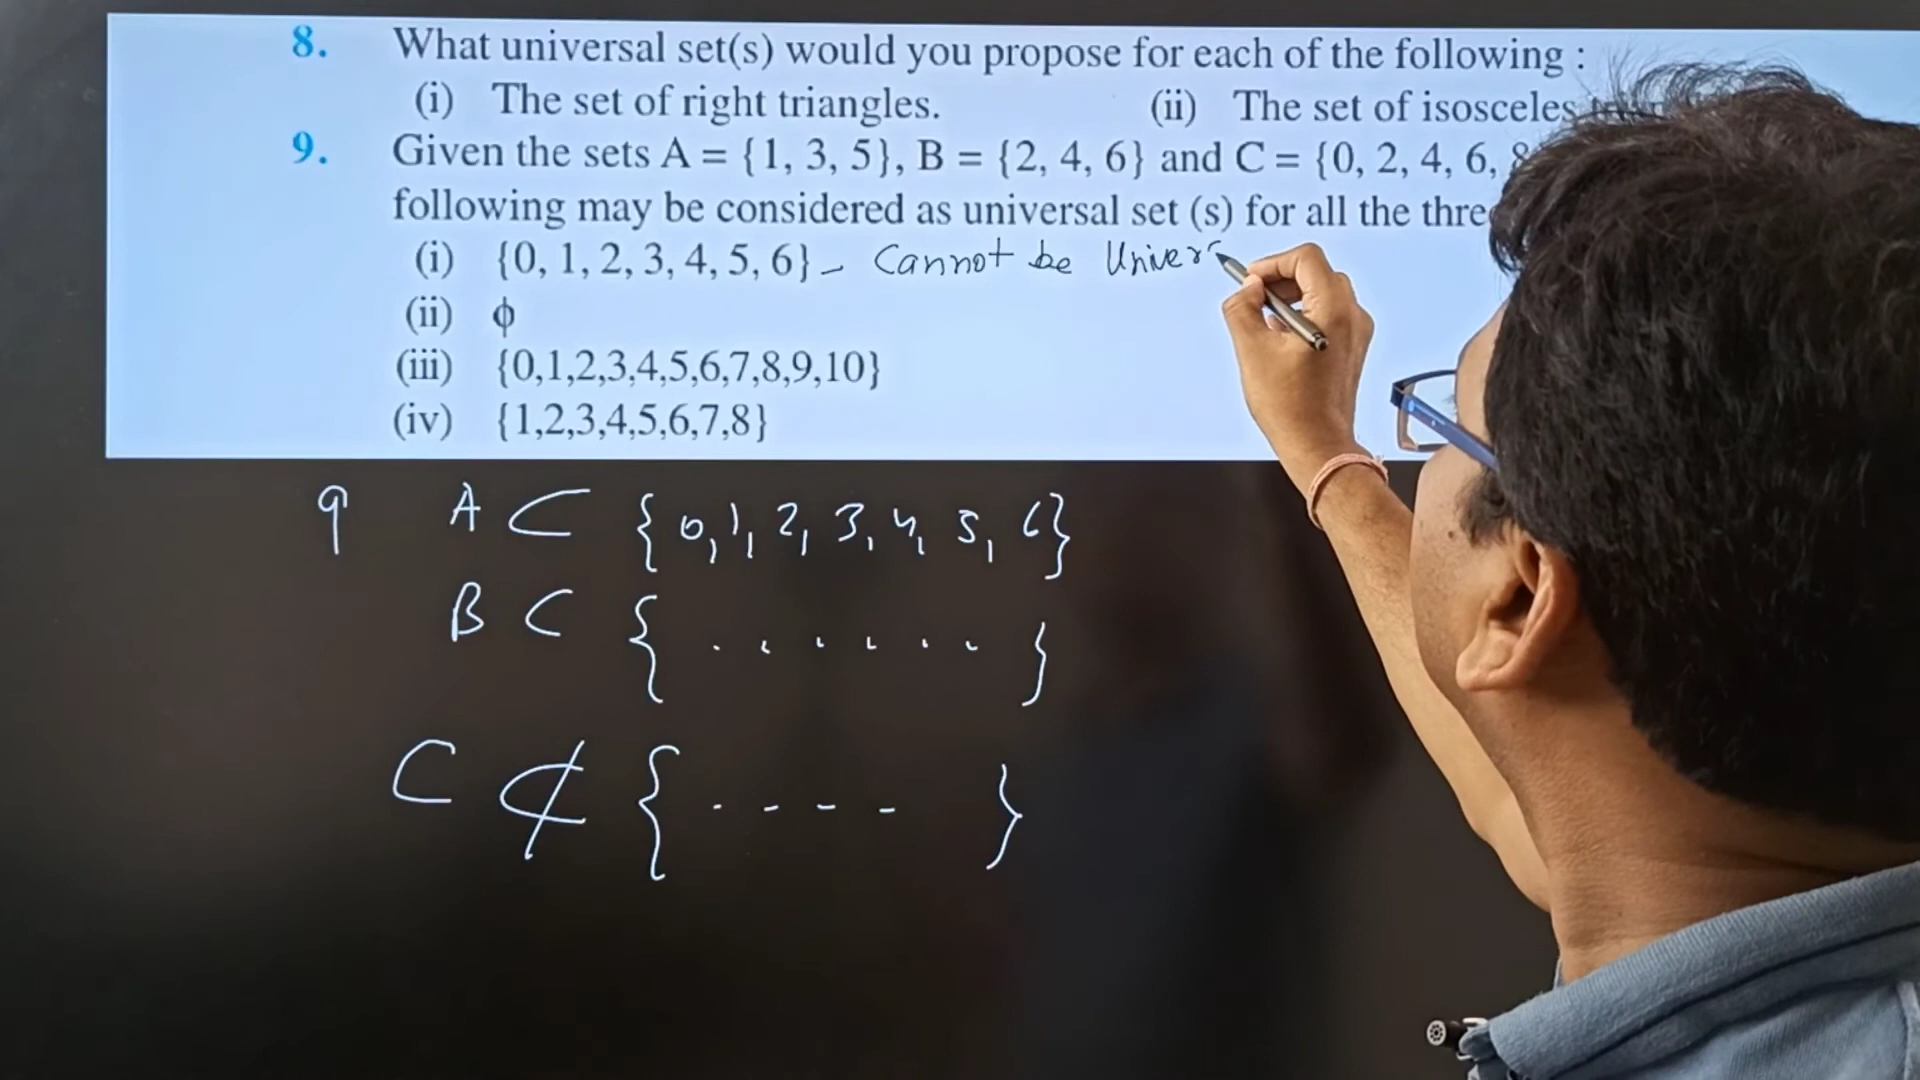 8. What universal set(s) would you propose for each of the following :
(i) The set of right triangles. (ii) The set of isosceles
9. Given the sets A = {1, 3, 5}, B = {2, 4, 6} and C = {0, 2, 4, 6,
following may be considered as universal set (s) for all the
(i) {0, 1, 2, 3, 4, 5, 6} - Cannot be
(ii) ϕ
(iii) {0,1,2,3,4,5,6,7,8,9,10}
(iv) {1,2,3,4,5,6,7,8}
9 A ⊂ {0, 1, 2, 3, 4, 5, 6}
B ⊂ { . . . . . . }
C ⊄ { . - - - }